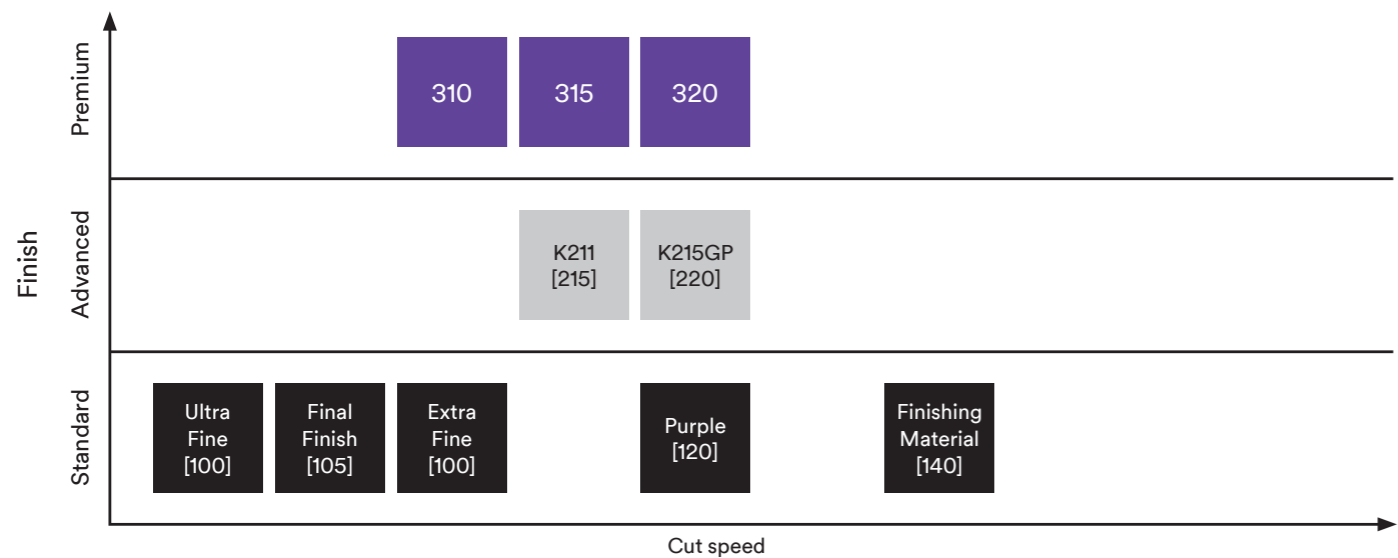 Finish
Premium
310
315
320
Advanced
K211
[215]
K215GP
[220]
Standard
Ultra
Fine
[100]
Final
Finish
[105]
Extra
Fine
[100]
Purple
[120]
Finishing
Material
[140]
Cut speed